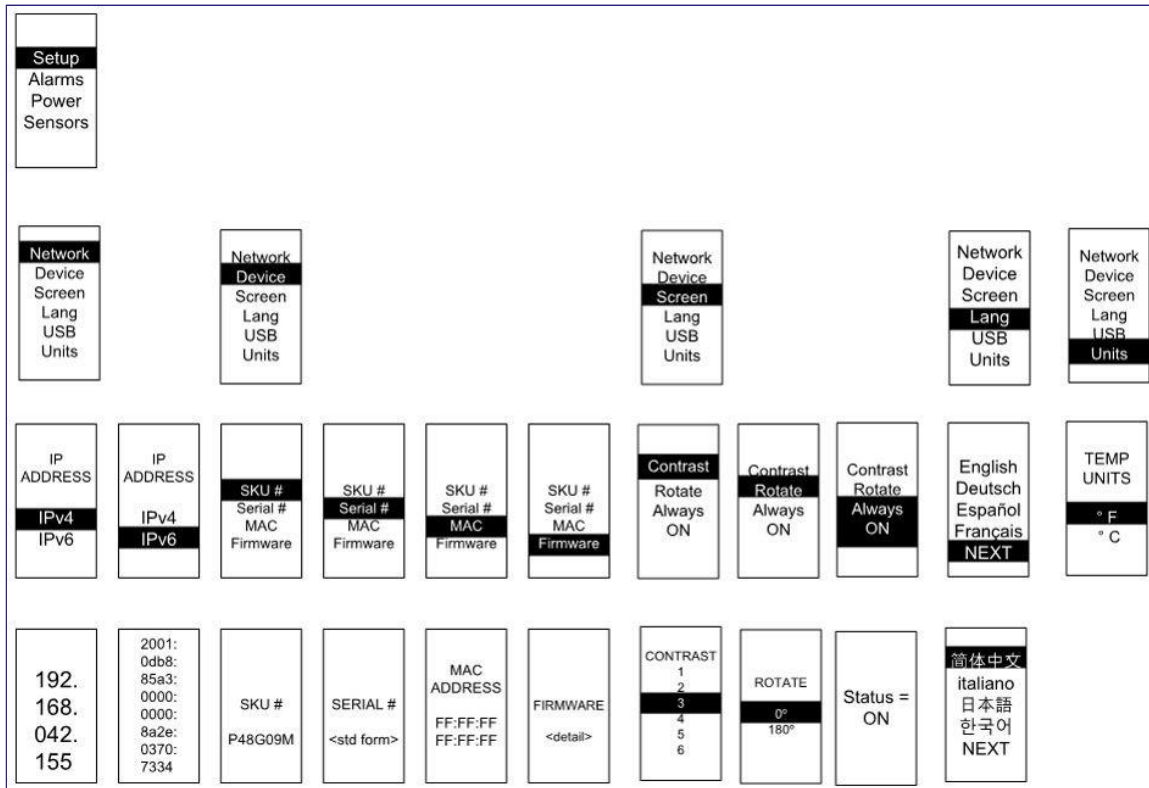 Setup
Alarms
Power
Sensors
Network
Device
Screen
Lang
USB
Units
Network
Device
Screen
Lang
USB
Units
Network
Device
Screen
Lang
USB
Units
Network
Device
Screen
Lang
USB
Units
Network
Device
Screen
Lang
USB
Units
IP
ADDRESS
IPv4
IPv6
IP
ADDRESS
IPv4
IPv6
SKU #
Serial #
MAC
Firmware
SKU #
Serial #
MAC
Firmware
SKU #
Serial #
MAC
Firmware
SKU #
Serial #
MAC
Firmware
Contrast
Rotate
Always
ON
Contrast
Rotate
Always
ON
Contrast
Rotate
Always
ON
English
Deutsch
Español
Français
NEXT
TEMP
UNITS
° F
° C
192.
168.
042.
155
2001:
0db8:
85a3:
0000:
0000:
8a2e:
0370:
7334
SKU #
P48G09M
SERIAL #
<std form>
MAC
ADDRESS
FF:FF:FF
FF:FF:FF
FIRMWARE
<detail>
CONTRAST
1
2
3
4
5
6
ROTATE
0º
180º
Status =
ON
简体中文
italiano
日本語
한국어
NEXT